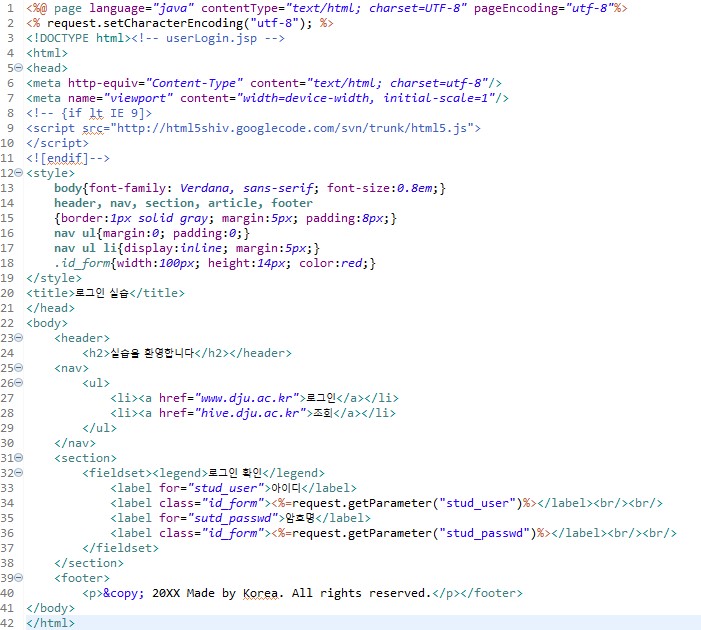 1 <%@ page language="java" contentType="text/html; charset=UTF-8" pageEncoding="utf-8"%>
2 <% request.setCharacterEncoding("utf-8"); %>
3 <!DOCTYPE html><!-- userLogin.jsp -->
4 <html>
5 <head>
6 <meta http-equiv="Content-Type" content="text/html; charset=utf-8"/>
7 <meta name="viewport" content="width=device-width, initial-scale=1"/>
8 <!-- {if lt IE 9]>
9 <script src="http://html5shiv.googlecode.com/svn/trunk/html5.js">
10 </script>
11 <![endif]-->
12 <style>
13 body{font-family: Verdana, sans-serif; font-size:0.8em;}
14 header, nav, section, article, footer
15 {border:1px solid gray; margin:5px; padding:8px;}
16 nav ul{margin:0; padding:0;}
17 nav ul li{display:inline; margin:5px;}
18 .id_form{width:100px; height:14px; color:red;}
19 </style>
20 <title>로그인 실습</title>
21 </head>
22 <body>
23 <header>
24 <h2>실습을 환영합니다</h2></header>
25 <nav>
26 <ul>
27 <li><a href="www.dju.ac.kr">로그인</a></li>
28 <li><a href="hive.dju.ac.kr">조회</a></li>
29 </ul>
30 </nav>
31 <section>
32 <fieldset><legend>로그인 확인</legend>
33 <label for="stud_user">아이디</label>
34 <label class="id_form"><%=request.getParameter("stud_user")%></label><br/><br/>
35 <label for="sutd_passwd">암호명</label>
36 <label class="id_form"><%=request.getParameter("stud_passwd")%></label><br/><br/>
37 </fieldset>
38 </section>
39 <footer>
40 <p>&copy; 20XX Made by Korea. All rights reserved.</p></footer>
41 </body>
42 </html>